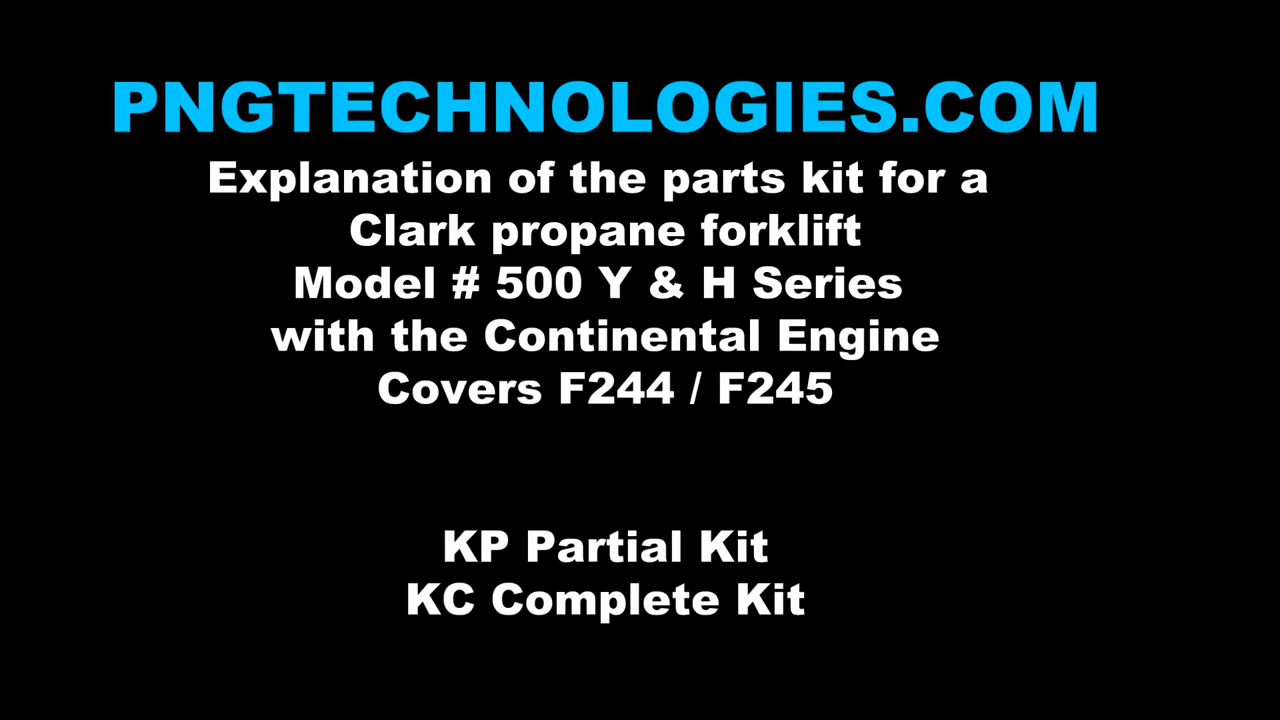 PNGTECHNOLOGIES.COM
Explanation of the parts kit for a
Clark propane forklift
Model # 500 Y & H Series
with the Continental Engine
Covers F244 / F245
KP Partial Kit
KC Complete Kit